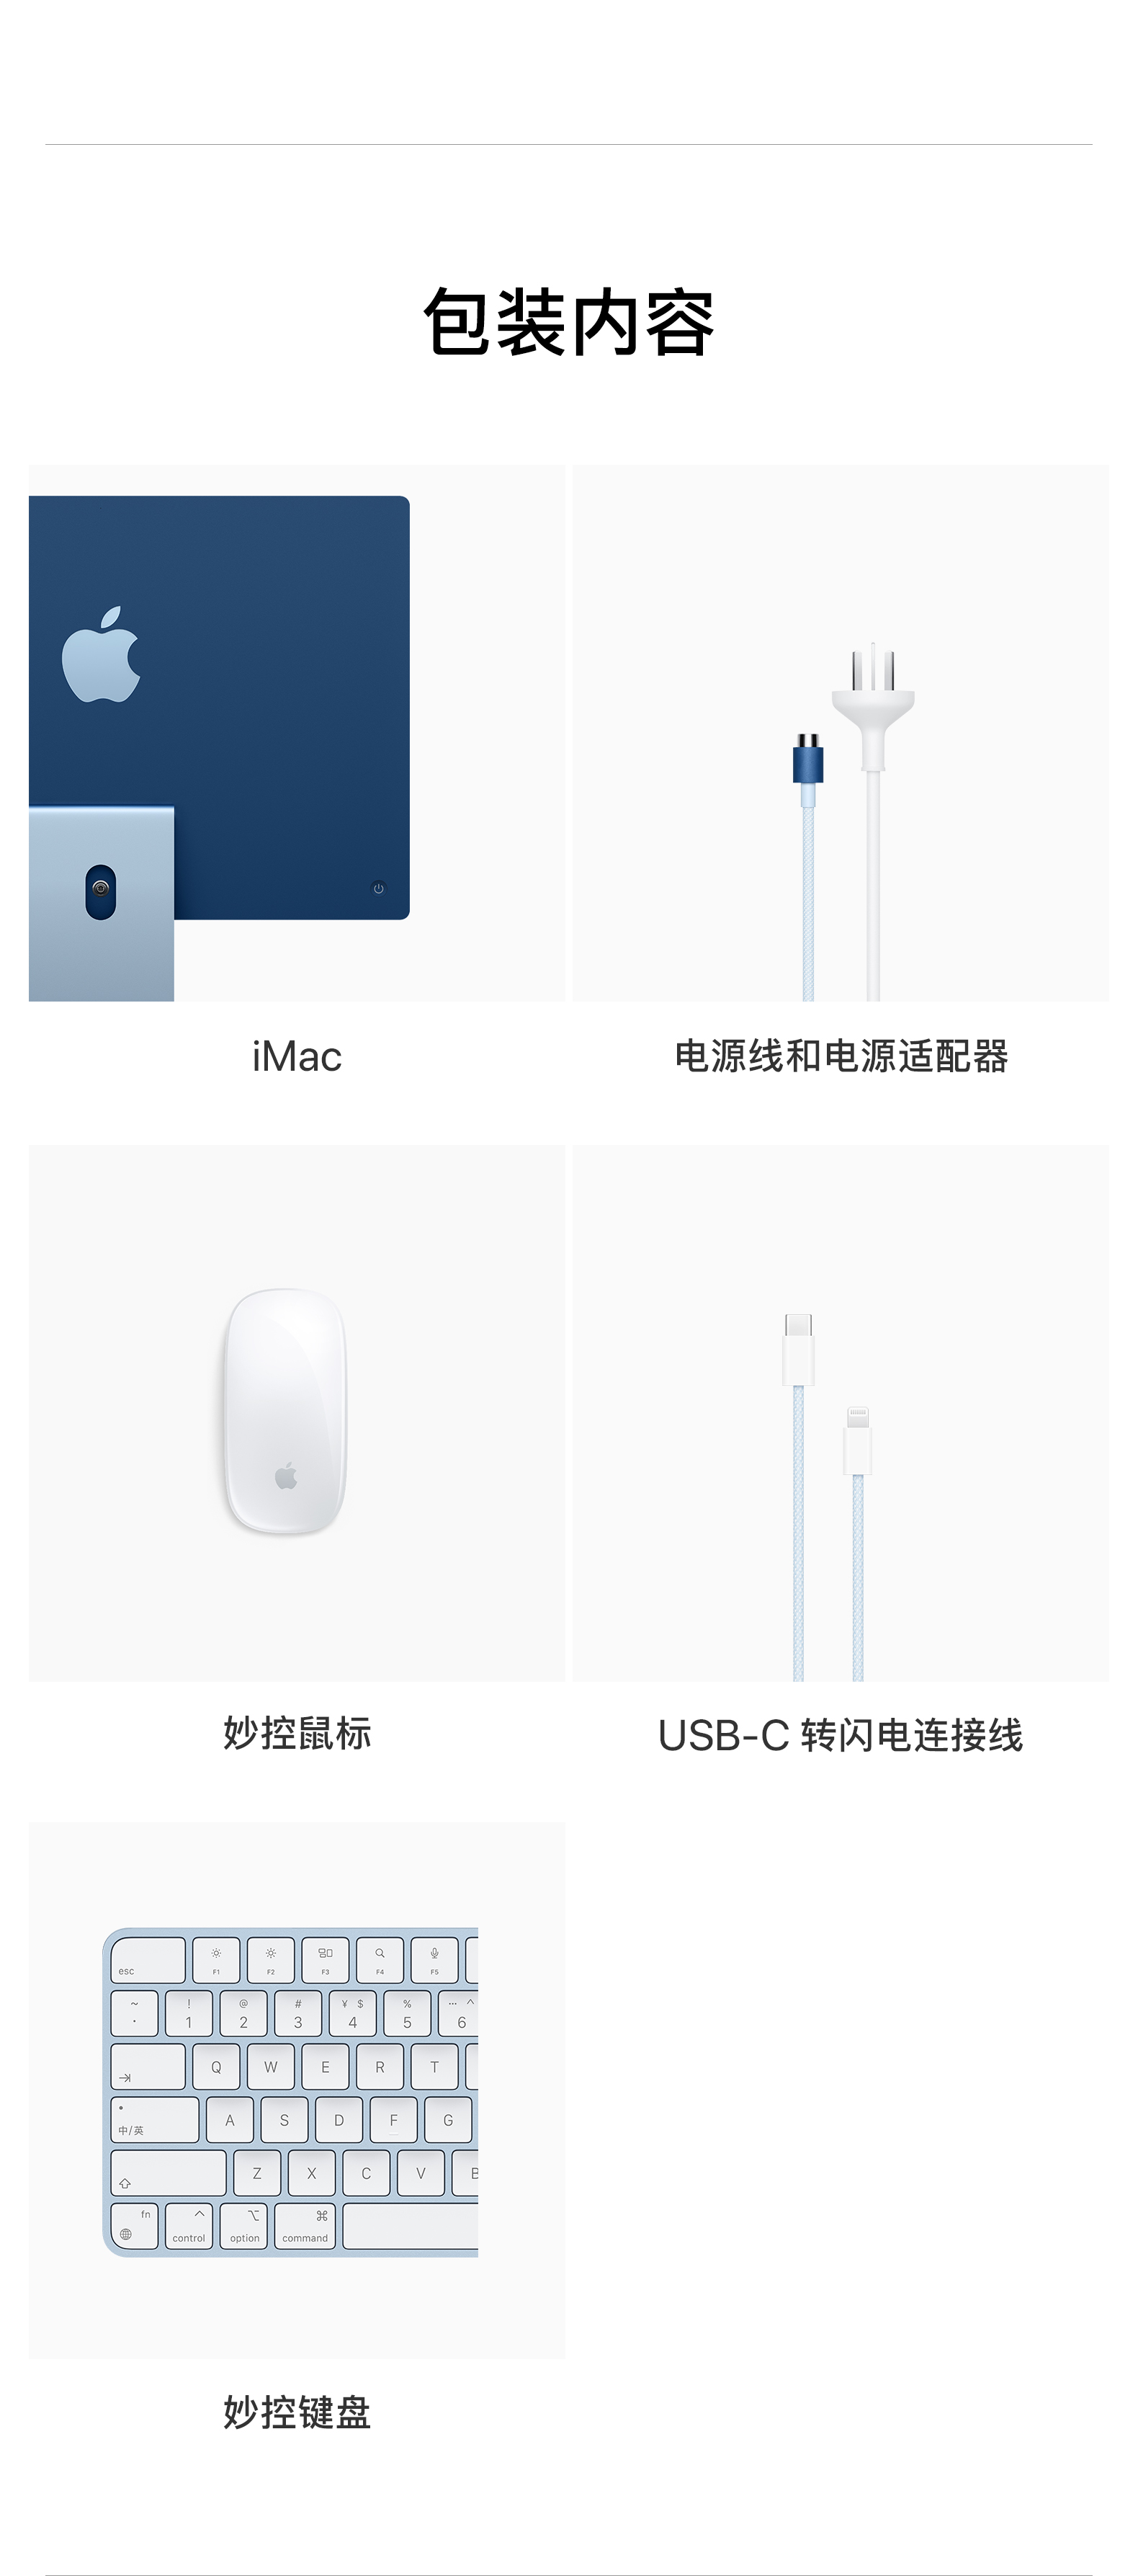 包装内容
iMac
电源线和电源适配器
妙控鼠标
USB-C 转闪电连接线
esc F1 F2 F3 F4 F5
~ ! @ # ¥ $ % ... ^
· 1 2 3 4 5 6
Q W E R T
中/英 A S D F G
Z X C V B
fn control option command
妙控键盘